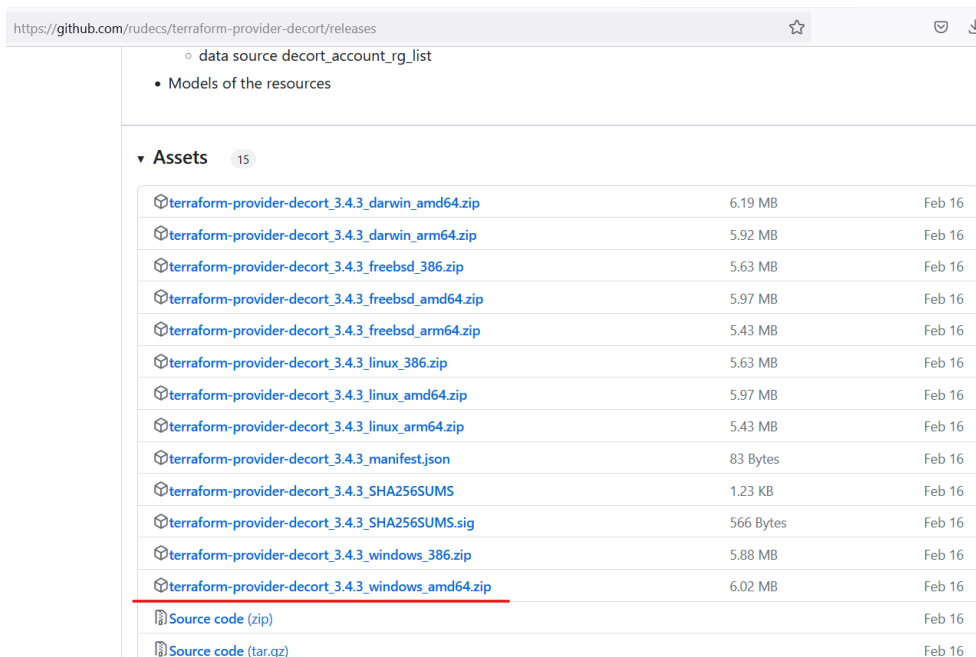 https://github.com/rudecs/terraform-provider-decort/releases
data source decort_account_rg_list
Models of the resources
Assets 15
terraform-provider-decort_3.4.3_darwin_amd64.zip 6.19 MB Feb 16
terraform-provider-decort_3.4.3_darwin_arm64.zip 5.92 MB Feb 16
terraform-provider-decort_3.4.3_freebsd_386.zip 5.63 MB Feb 16
terraform-provider-decort_3.4.3_freebsd_amd64.zip 5.97 MB Feb 16
terraform-provider-decort_3.4.3_freebsd_arm64.zip 5.43 MB Feb 16
terraform-provider-decort_3.4.3_linux_386.zip 5.63 MB Feb 16
terraform-provider-decort_3.4.3_linux_amd64.zip 5.97 MB Feb 16
terraform-provider-decort_3.4.3_linux_arm64.zip 5.43 MB Feb 16
terraform-provider-decort_3.4.3_manifest.json 83 Bytes Feb 16
terraform-provider-decort_3.4.3_SHA256SUMS 1.23 KB Feb 16
terraform-provider-decort_3.4.3_SHA256SUMS.sig 566 Bytes Feb 16
terraform-provider-decort_3.4.3_windows_386.zip 5.88 MB Feb 16
terraform-provider-decort_3.4.3_windows_amd64.zip 6.02 MB Feb 16
Source code (zip) Feb 16
Source code (tar.gz) Feb 16